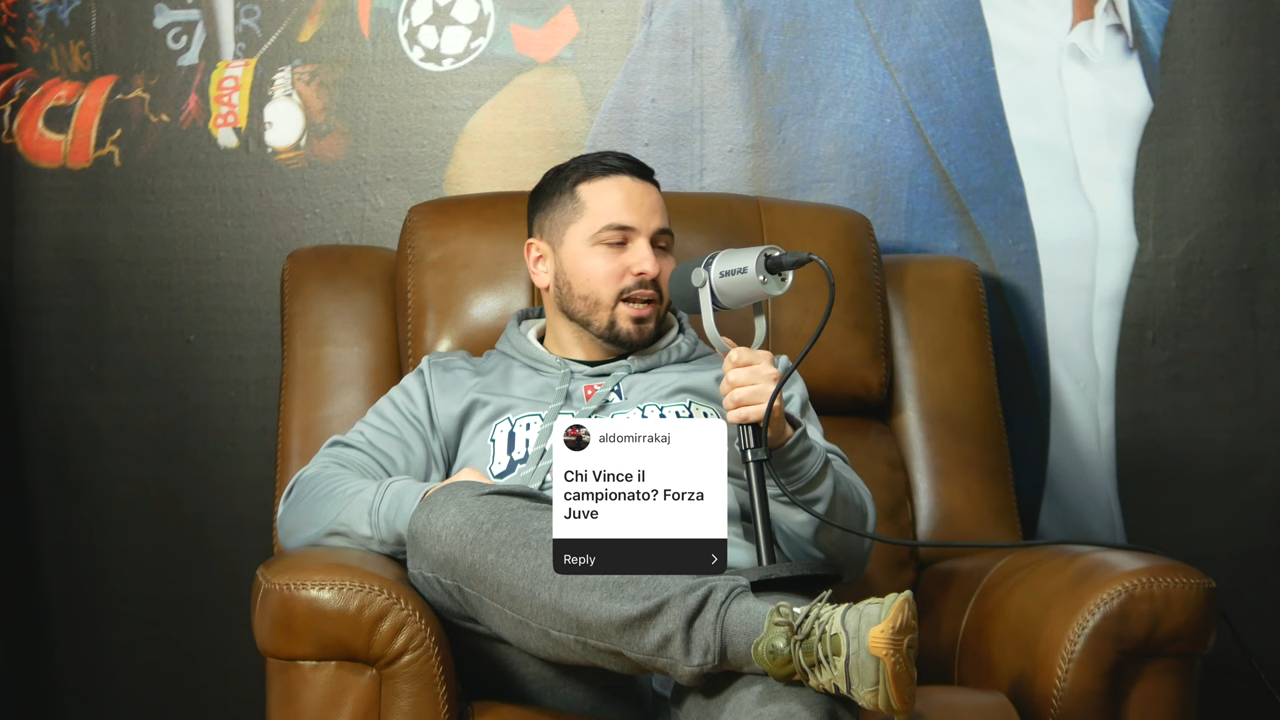 BAD
SHURE
aldomirrakaj
Chi Vince il
campionato? Forza
Juve
Reply